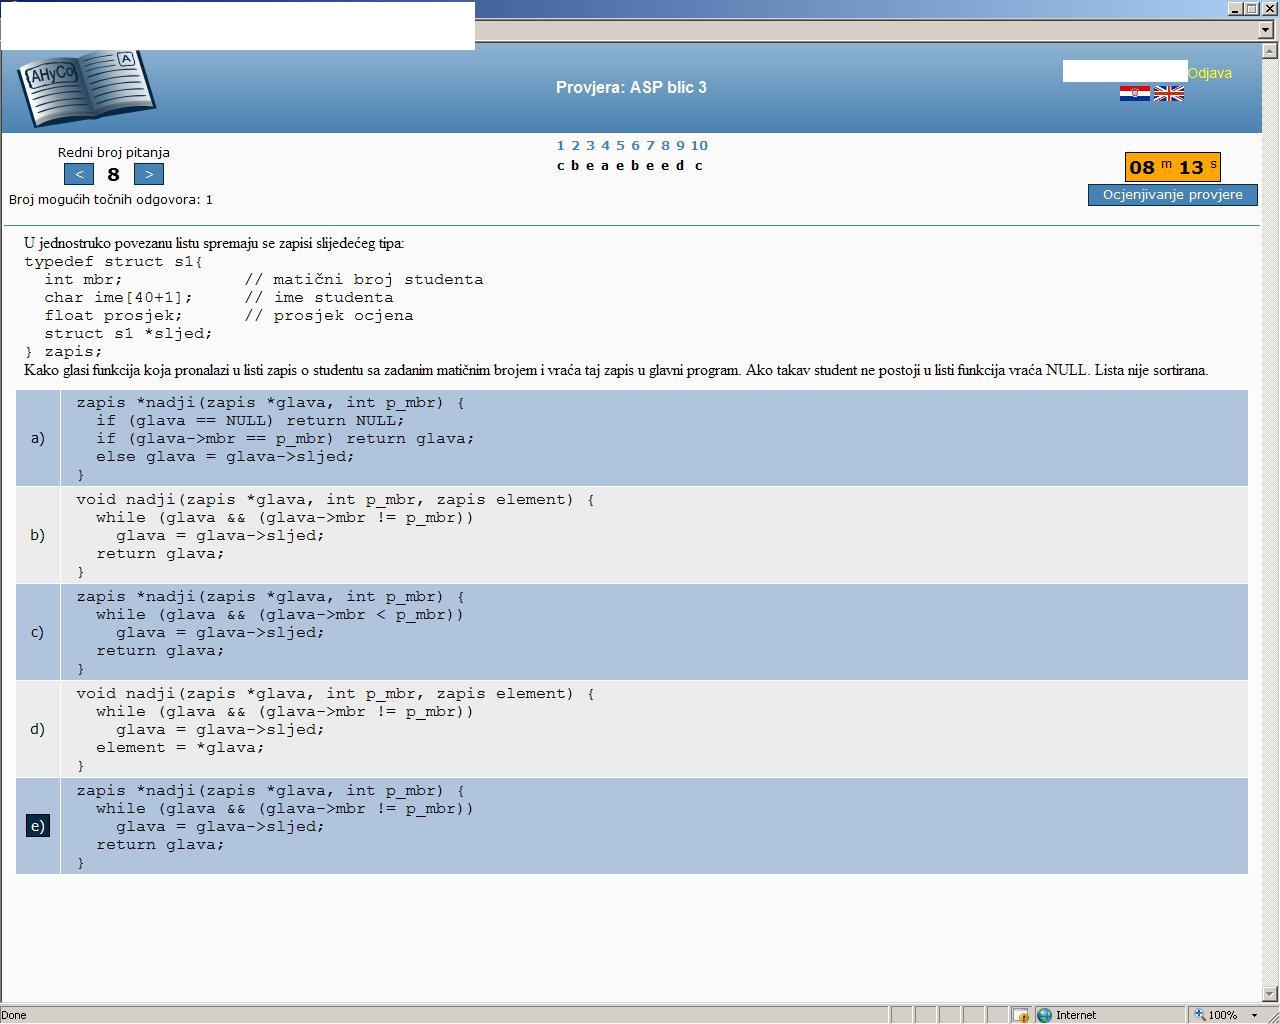 AHyCo
A
Provjera: ASP blic 3
Odjava
Redni broj pitanja
< 8 >
Broj mogućih točnih odgovora: 1
1 2 3 4 5 6 7 8 9 10
c b e a e b e e d c
08 m 13 s
Ocjenjivanje provjere
U jednostruko povezanu listu spremaju se zapisi slijedećeg tipa:
typedef struct s1{
int mbr; // matični broj studenta
char ime[40+1]; // ime studenta
float prosjek; // prosjek ocjena
struct s1 *sljed;
} zapis;
Kako glasi funkcija koja pronalazi u listi zapis o studentu sa zadanim matičnim brojem i vraća taj zapis u glavni program. Ako takav student ne postoji u listi funkcija vraća NULL. Lista nije sortirana.
a)
zapis *nadji(zapis *glava, int p_mbr) {
if (glava == NULL) return NULL;
if (glava->mbr == p_mbr) return glava;
else glava = glava->sljed;
}
b)
void nadji(zapis *glava, int p_mbr, zapis element) {
while (glava && (glava->mbr != p_mbr))
glava = glava->sljed;
return glava;
}
c)
zapis *nadji(zapis *glava, int p_mbr) {
while (glava && (glava->mbr < p_mbr))
glava = glava->sljed;
return glava;
}
d)
void nadji(zapis *glava, int p_mbr, zapis element) {
while (glava && (glava->mbr != p_mbr))
glava = glava->sljed;
element = *glava;
}
e)
zapis *nadji(zapis *glava, int p_mbr) {
while (glava && (glava->mbr != p_mbr))
glava = glava->sljed;
return glava;
}
Done
Internet
100%